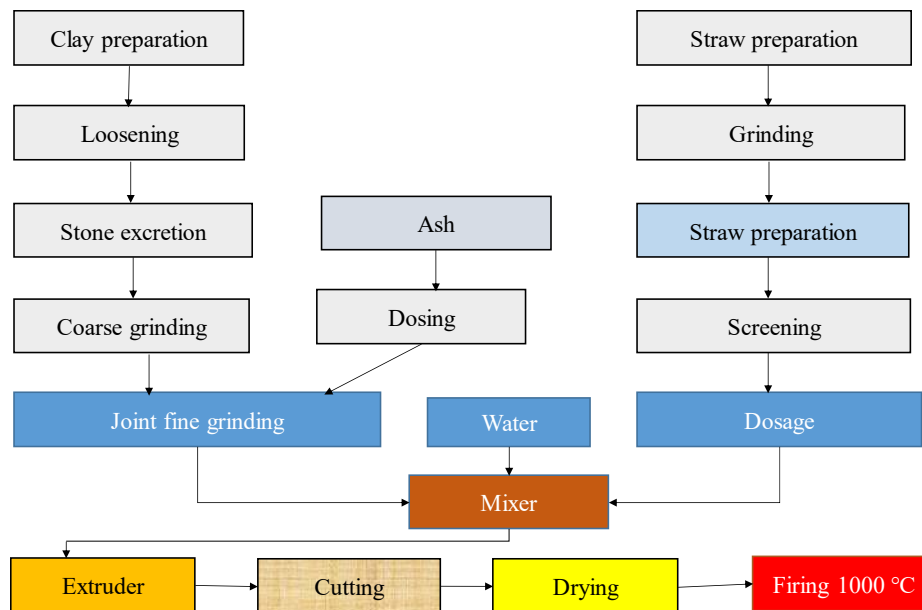 Clay preparation
Straw preparation
Loosening
Grinding
Stone excretion
Ash
Straw preparation
Coarse grinding
Dosing
Screening
Joint fine grinding
Water
Dosage
Mixer
Extruder
Cutting
Drying
Firing 1000 °C